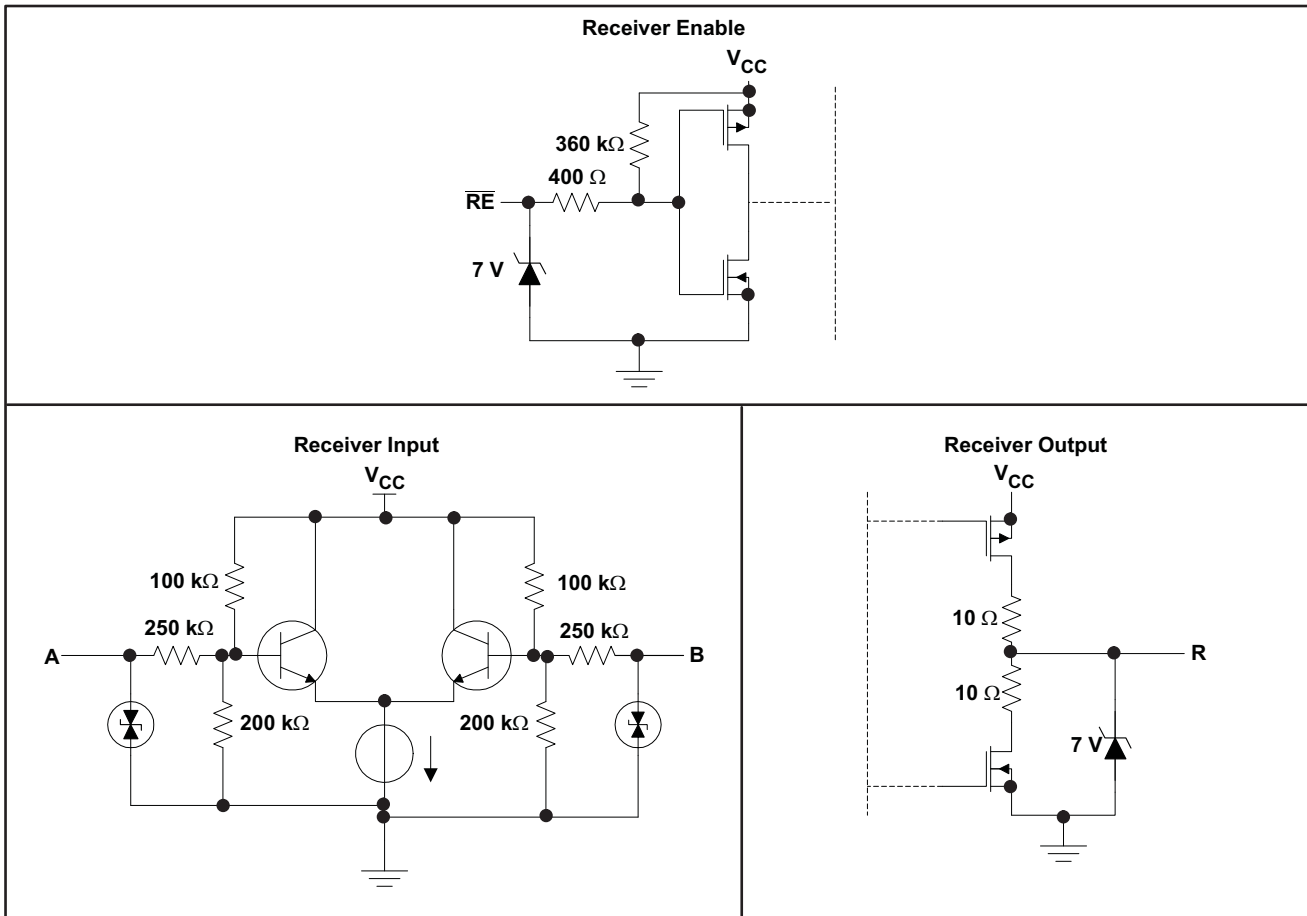 Receiver Enable
VCC
360 kΩ
400 Ω
RE
7 V
Receiver Input
VCC
100 kΩ
100 kΩ
250 kΩ
250 kΩ
A
B
200 kΩ
200 kΩ
Receiver Output
VCC
10 Ω
R
10 Ω
7 V